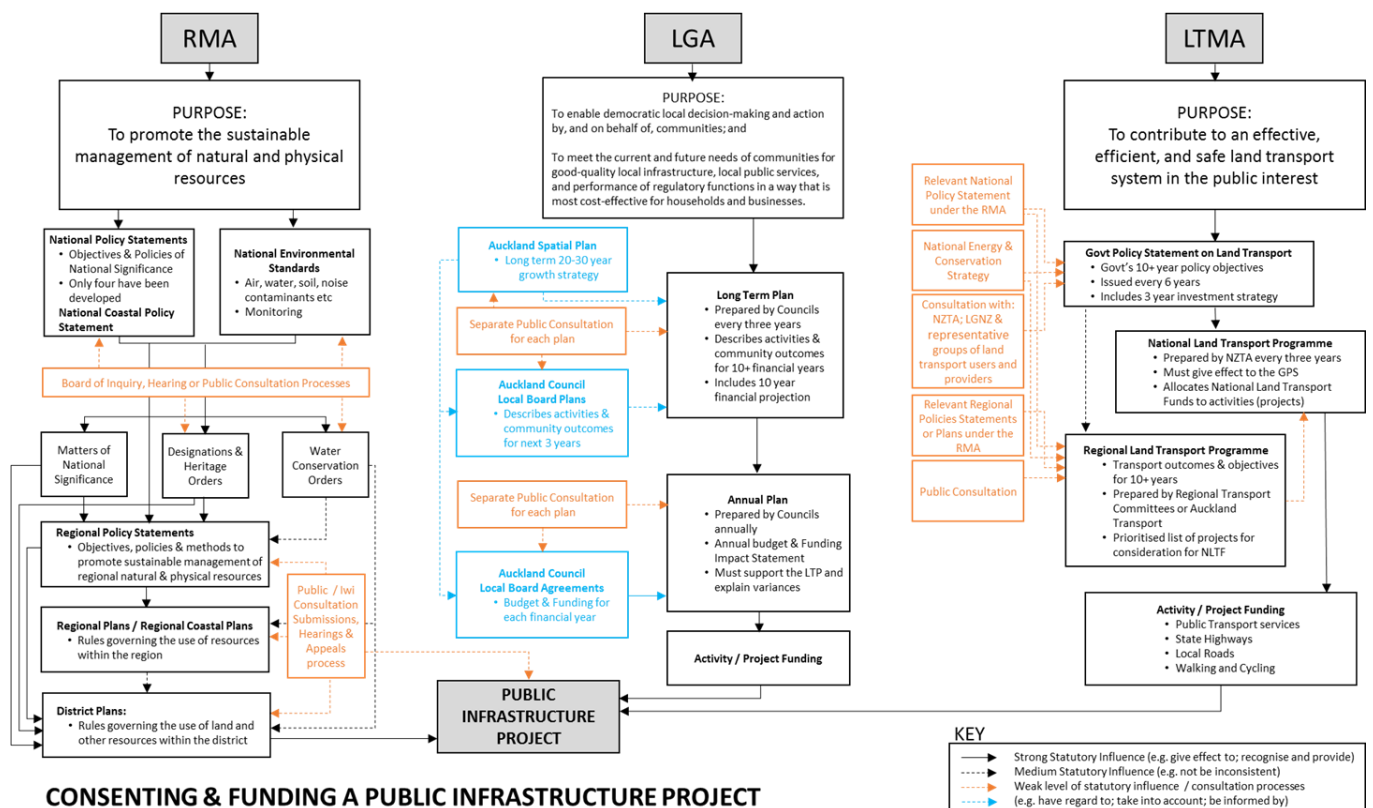 RMA
PURPOSE:
To promote the sustainable
management of natural and physical
resources
National Policy Statements
• Objectives & Policies of
National Significance
• Only four have been
developed
National Coastal Policy
Statement
National Environmental
Standards
• Air, water, soil, noise
contaminants etc
• Monitoring
Board of Inquiry, Hearing or Public Consultation Processes
Matters of
National
Significance
Designations &
Heritage
Orders
Water
Conservation
Orders
Regional Policy Statements
• Objectives, policies & methods to
promote sustainable management of
regional natural & physical resources
Public / Iwi
Consultation
Submissions,
Hearings &
Appeals
process
Regional Plans / Regional Coastal Plans
• Rules governing the use of resources
within the region
District Plans:
• Rules governing the use of land and
other resources within the district
LGA
PURPOSE:
To enable democratic local decision-making and action
by, and on behalf of, communities; and
To meet the current and future needs of communities for
good-quality local infrastructure, local public services,
and performance of regulatory functions in a way that is
most cost-effective for households and businesses.
Auckland Spatial Plan
• Long term 20-30 year
growth strategy
Separate Public Consultation
for each plan
Auckland Council
Local Board Plans
• Describes activities &
community outcomes
for next 3 years
Long Term Plan
• Prepared by Councils
every three years
• Describes activities &
community outcomes
for 10+ financial years
• Includes 10 year
financial projection
Separate Public Consultation
for each plan
Auckland Council
Local Board Agreements
• Budget & Funding for
each financial year
Annual Plan
• Prepared by Councils
annually
• Annual budget & Funding
Impact Statement
• Must support the LTP and
explain variances
Activity / Project Funding
PUBLIC
INFRASTRUCTURE
PROJECT
LTMA
PURPOSE:
To contribute to an effective,
efficient, and safe land transport
system in the public interest
Relevant National
Policy Statement
under the RMA
National Energy &
Conservation
Strategy
Consultation with:
NZTA; LGNZ &
representative
groups of land
transport users and
providers
Relevant Regional
Policies Statements
or Plans under the
RMA
Public Consultation
Govt Policy Statement on Land Transport
• Govt's 10+ year policy objectives
• Issued every 6 years
• Includes 3 year investment strategy
National Land Transport Programme
• Prepared by NZTA every three years
• Must give effect to the GPS
• Allocates National Land Transport
Funds to activities (projects)
Regional Land Transport Programme
• Transport outcomes & objectives
for 10+ years
• Prepared by Regional Transport
Committees or Auckland
Transport
• Prioritised list of projects for
consideration for NLTF
Activity / Project Funding
• Public Transport services
• State Highways
• Local Roads
• Walking and Cycling
KEY
Strong Statutory Influence (e.g. give effect to; recognise and provide)
Medium Statutory Influence (e.g. not be inconsistent)
Weak level of statutory influence / consultation processes
(e.g. have regard to; take into account; be informed by)
CONSENTING & FUNDING A PUBLIC INFRASTRUCTURE PROJECT